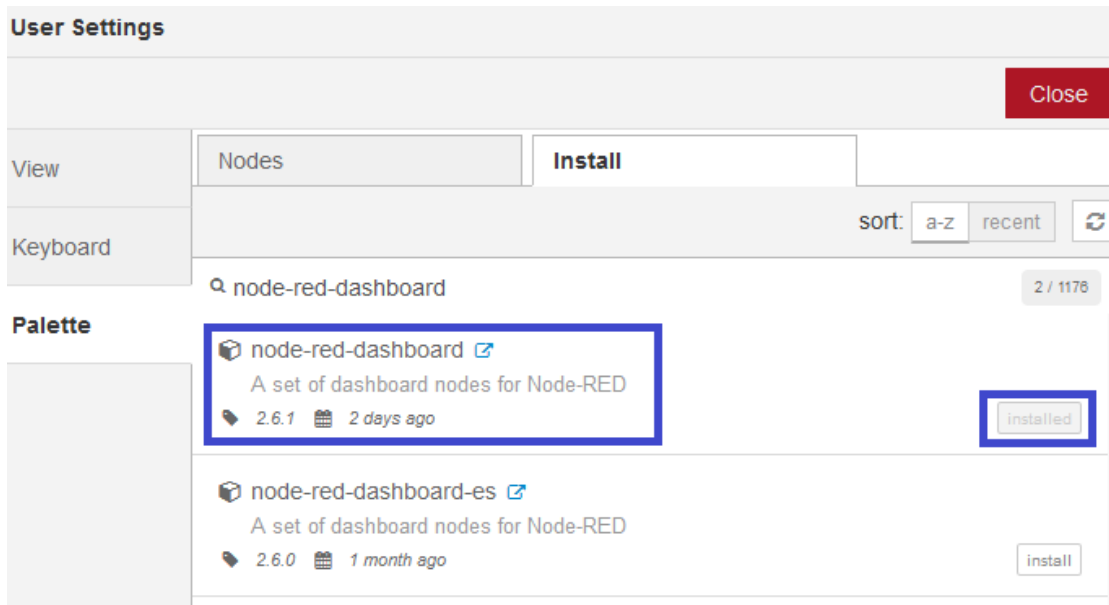 User Settings
Close
View
Nodes
Install
sort: a-z recent
Keyboard
node-red-dashboard
2 / 1176
Palette
node-red-dashboard
A set of dashboard nodes for Node-RED
2.6.1 2 days ago
installed
node-red-dashboard-es
A set of dashboard nodes for Node-RED
2.6.0 1 month ago
install